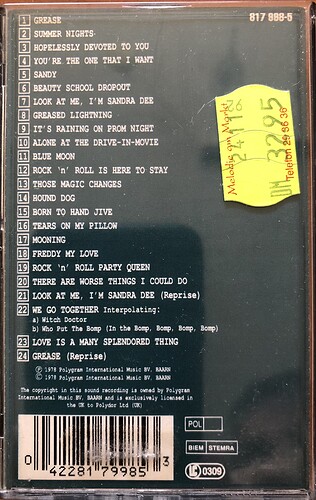 817 998-5
1 GREASE
2 SUMMER NIGHTS
3 HOPELESSLY DEVOTED TO YOU
4 YOU'RE THE ONE THAT I WANT
5 SANDY
6 BEAUTY SCHOOL DROPOUT
7 LOOK AT ME, I'M SANDRA DEE
8 GREASED LIGHTNING
9 IT'S RAINING ON PROM NIGHT
10 ALONE AT THE DRIVE-IN-MOVIE
11 BLUE MOON
12 ROCK 'n' ROLL IS HERE TO STAY
13 THOSE MAGIC CHANGES
14 HOUND DOG
15 BORN TO HAND JIVE
16 TEARS ON MY PILLOW
17 MOONING
18 FREDDY MY LOVE
19 ROCK 'n' ROLL PARTY QUEEN
20 THERE ARE WORSE THINGS I COULD DO
21 LOOK AT ME, I'M SANDRA DEE (Reprise)
22 WE GO TOGETHER Interpolating:
a) Witch Doctor
b) Who Put The Bomp (In the Bomp, Bomp, Bomp, Bomp)
23 LOVE IS A MANY SPLENDORED THING
24 GREASE (Reprise)
℗ 1978 Polygram International Music BV, BAARN
© 1978 Polygram International Music BV, BAARN
The copyright in this sound recording is owned by Polygram
International Music BV, BAARN and is exclusively licensed in
the UK to Polydor Ltd (UK)
0 42281 79985 3
POL
BIEM STEMRA
LC 0309
Melodie am Markt
DM 3295
Telefon 29 36 36